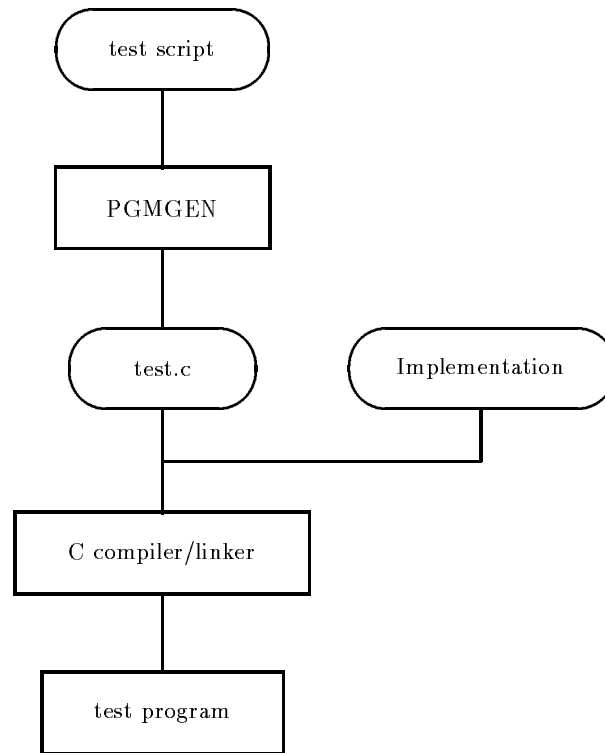 test script
PGMGEN
test.c
Implementation
C compiler/linker
test program